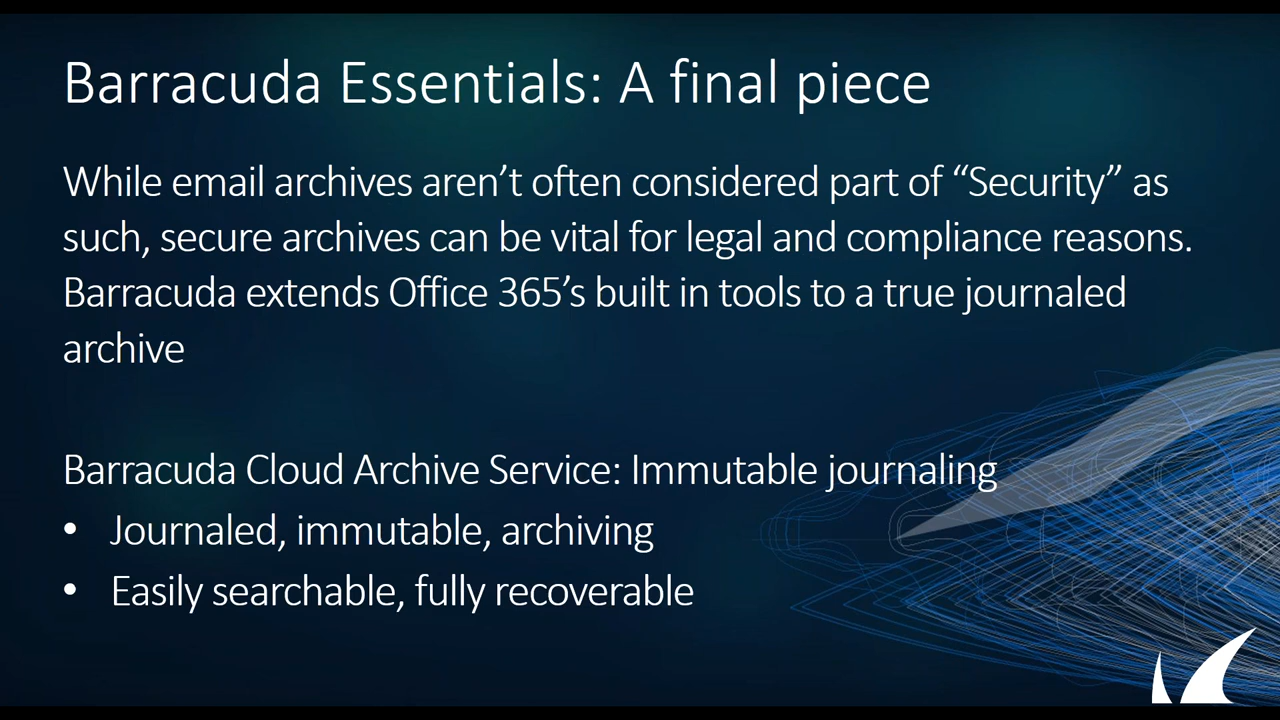 Barracuda Essentials: A final piece
While email archives aren’t often considered part of “Security” as
such, secure archives can be vital for legal and compliance reasons.
Barracuda extends Office 365’s built in tools to a true journaled
archive
Barracuda Cloud Archive Service: Immutable journaling
• Journaled, immutable, archiving
• Easily searchable, fully recoverable